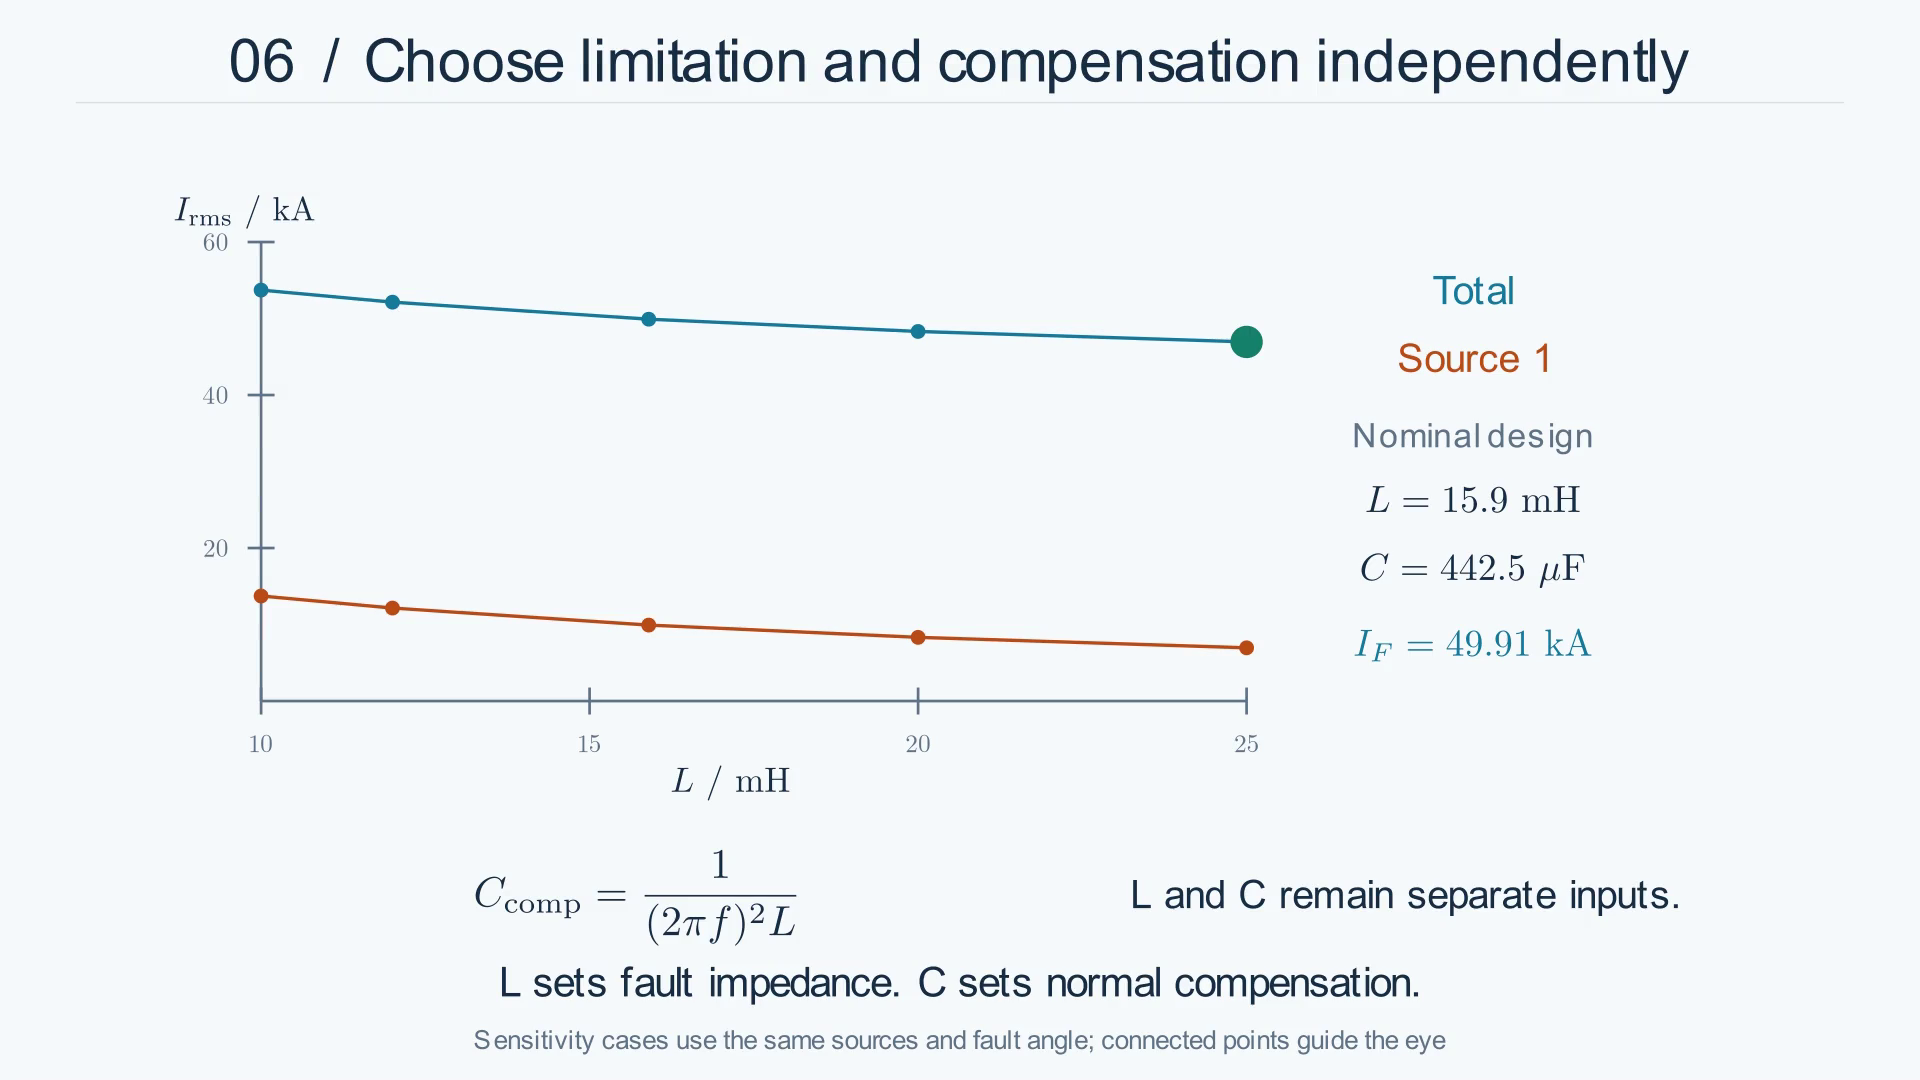 06 / Choose limitation and compensation independently
I_rms / kA
60
40
20
10 15 20 25
L / mH
Total
Source 1
Nominal design
L = 15.9 mH
C = 442.5 μF
I_F = 49.91 kA
C_comp = 1 / (2πf)²L
L and C remain separate inputs.
L sets fault impedance. C sets normal compensation.
Sensitivity cases use the same sources and fault angle; connected points guide the eye